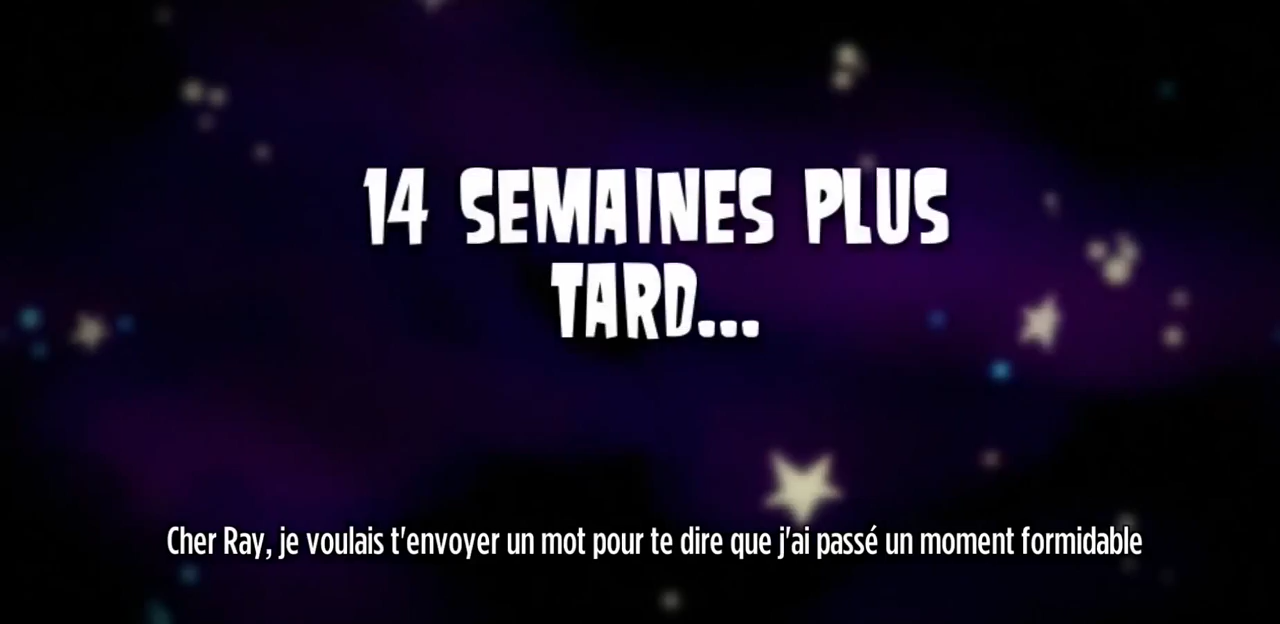 14 SEMAINES PLUS
TARD...
Cher Ray, je voulais t'envoyer un mot pour te dire que j'ai passé un moment formidable